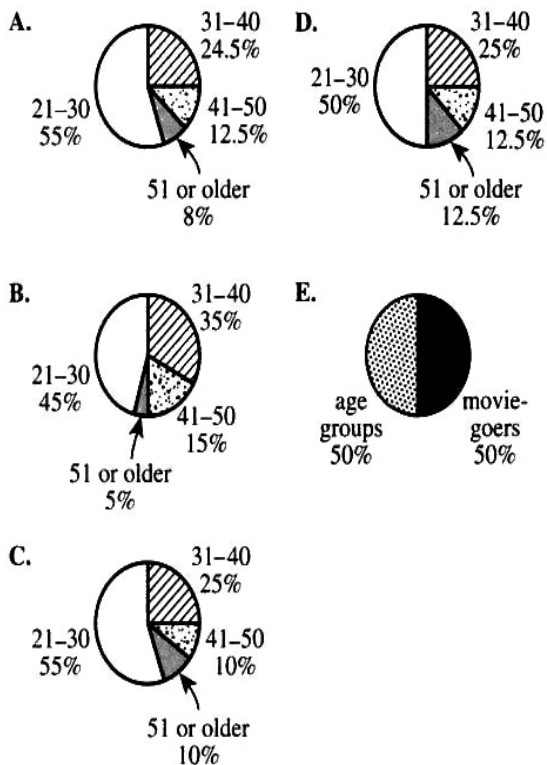 A.
31–40
24.5%
21–30
55%
41–50
12.5%
51 or older
8%
B.
31–40
35%
21–30
45%
41–50
15%
51 or older
5%
C.
31–40
25%
21–30
55%
41–50
10%
51 or older
10%
D.
31–40
25%
21–30
50%
41–50
12.5%
51 or older
12.5%
E.
age
groups
50%
movie-
goers
50%